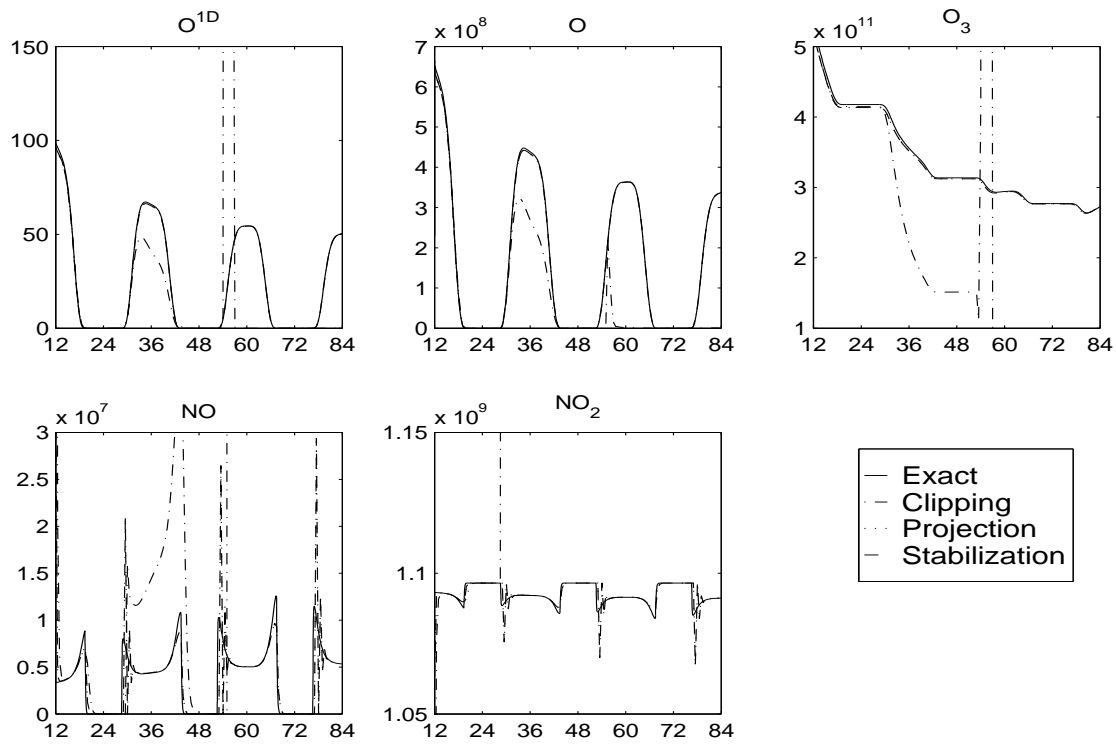 O1D
150
100
50
0
12 24 36 48 60 72 84
O
x 10^8
7
6
5
4
3
2
1
0
12 24 36 48 60 72 84
O3
x 10^11
5
4
3
2
1
12 24 36 48 60 72 84
NO
x 10^7
3
2.5
2
1.5
1
0.5
0
12 24 36 48 60 72 84
NO2
x 10^9
1.15
1.1
1.05
12 24 36 48 60 72 84
Exact
Clipping
Projection
Stabilization